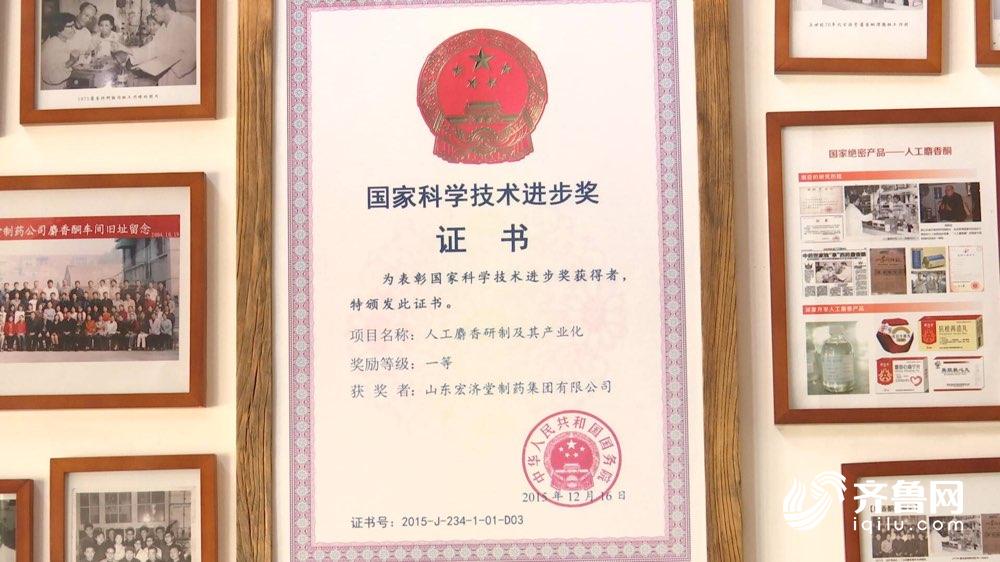 国家科学技术进步奖
证书
为表彰国家科学技术进步奖获得者，
特颁发此证书。
项目名称：人工麝香研制及其产业化
奖励等级：一等
获奖者：山东宏济堂制药集团有限公司
中华人民共和国国务院
2015年12月16日
证书号：2015-J-234-1-01-D03
制药公司麝香酮车间旧址留念
2004.10.19
国家绝密产品——人工麝香酮
齐鲁网
iqilu.com